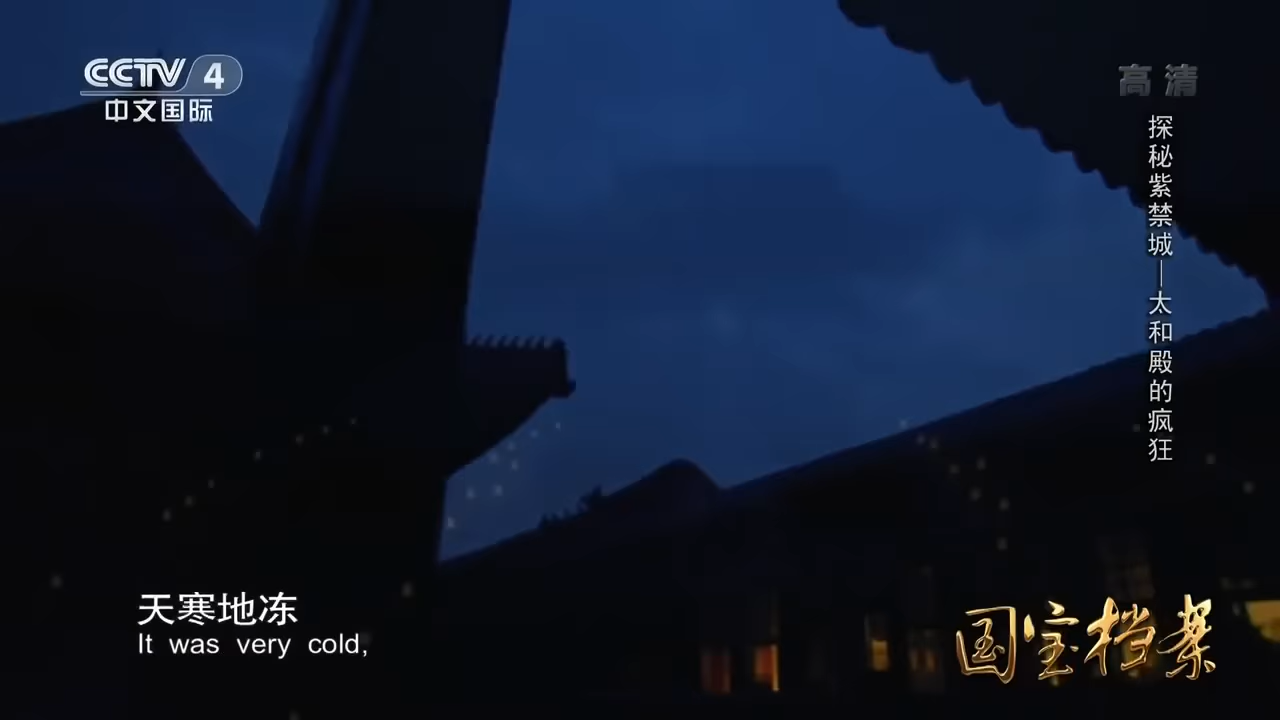 CCTV 4
中文国际
高清
探秘紫禁城—太和殿的疯狂
天寒地冻
It was very cold,
国宝档案